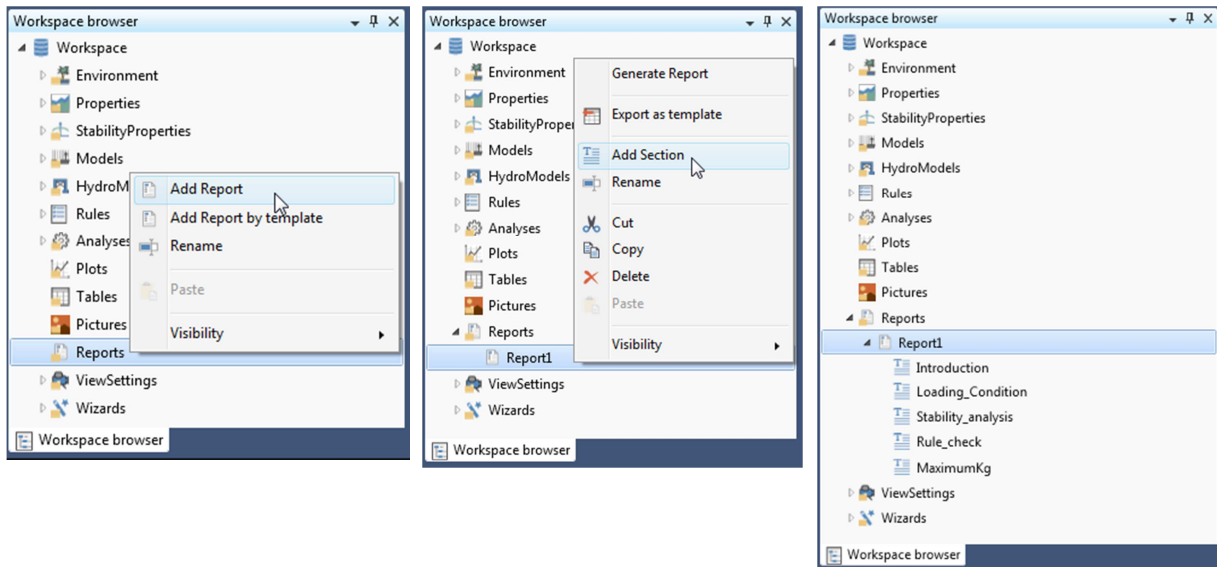 Workspace browser
Workspace
Environment
Properties
StabilityProperties
Models
HydroM
Rules
Analyses
Plots
Tables
Pictures
Reports
ViewSettings
Wizards
Add Report
Add Report by template
Rename
Paste
Visibility
Workspace browser
Workspace browser
Workspace
Environment
Properties
StabilityProper
Models
HydroModels
Rules
Analyses
Plots
Tables
Pictures
Reports
Report1
ViewSettings
Wizards
Generate Report
Export as template
Add Section
Rename
Cut
Copy
Delete
Paste
Visibility
Workspace browser
Workspace browser
Workspace
Environment
Properties
StabilityProperties
Models
HydroModels
Rules
Analyses
Plots
Tables
Pictures
Reports
Report1
Introduction
Loading_Condition
Stability_analysis
Rule_check
MaximumKg
ViewSettings
Wizards
Workspace browser